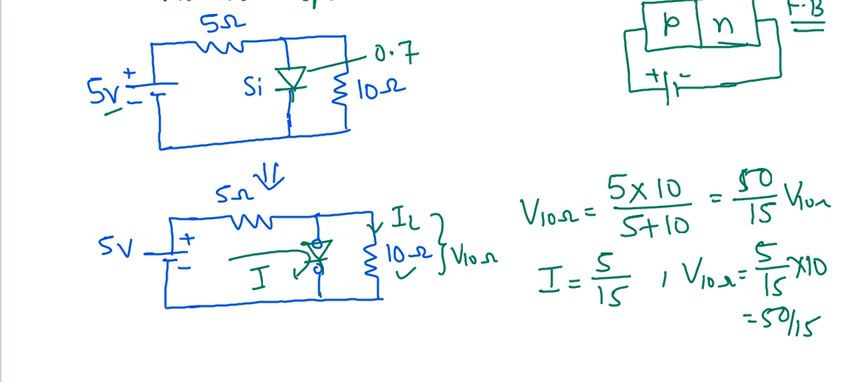 F.B
5Ω
p n
+ -
0.7
5V + -
Si
10Ω
5Ω
I_L
V₁₀Ω = 5×10 / 5+10 = 50 / 15 V₁₀Ω
5V + -
I
10Ω
V₁₀Ω
I = 5 / 15 , V₁₀Ω = 5 / 15 ×10
= 50/15